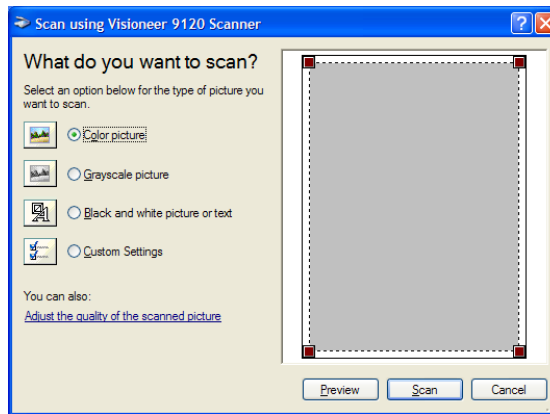 Scan using Visioneer 9120 Scanner
What do you want to scan?
Select an option below for the type of picture you
want to scan.
Color picture
Grayscale picture
Black and white picture or text
Custom Settings
You can also:
Adjust the quality of the scanned picture
Preview
Scan
Cancel